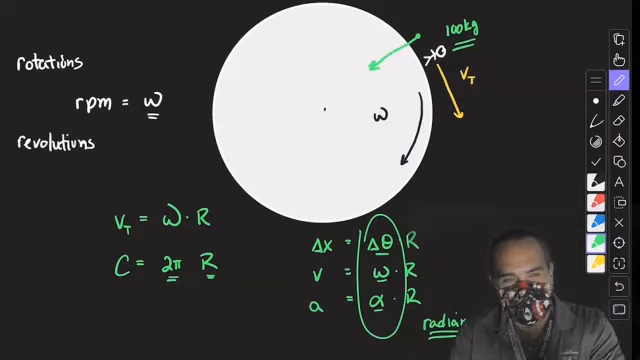 rotations
rpm = ω
revolutions
100kg
V_T
ω
V_T = ω · R
C = 2π R
Δx = Δθ · R
v = ω · R
a = α · R